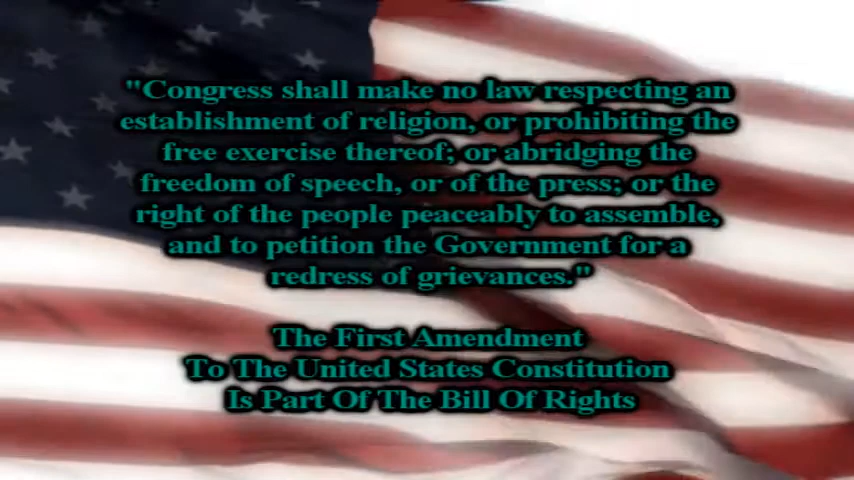 "Congress shall make no law respecting an
establishment of religion, or prohibiting the
free exercise thereof; or abridging the
freedom of speech, or of the press; or the
right of the people peaceably to assemble,
and to petition the Government for a
redress of grievances."
The First Amendment
To The United States Constitution
Is Part Of The Bill Of Rights